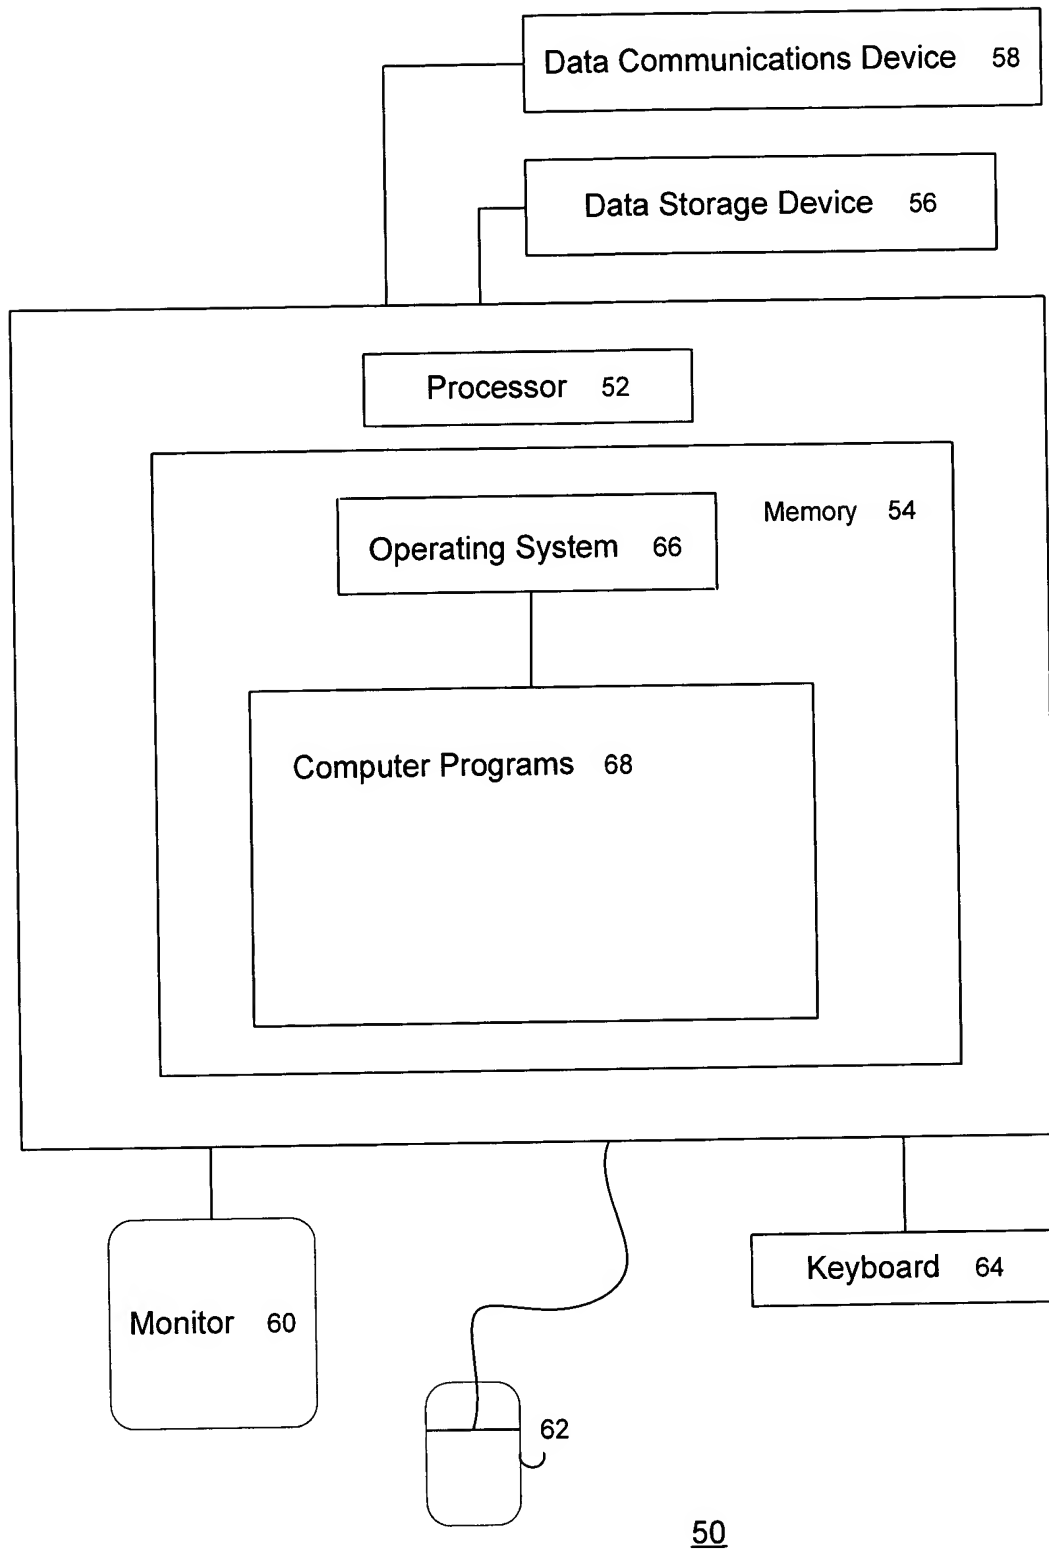 Data Communications Device 58
Data Storage Device 56
Processor 52
Memory 54
Operating System 66
Computer Programs 68
Keyboard 64
Monitor 60
62
50